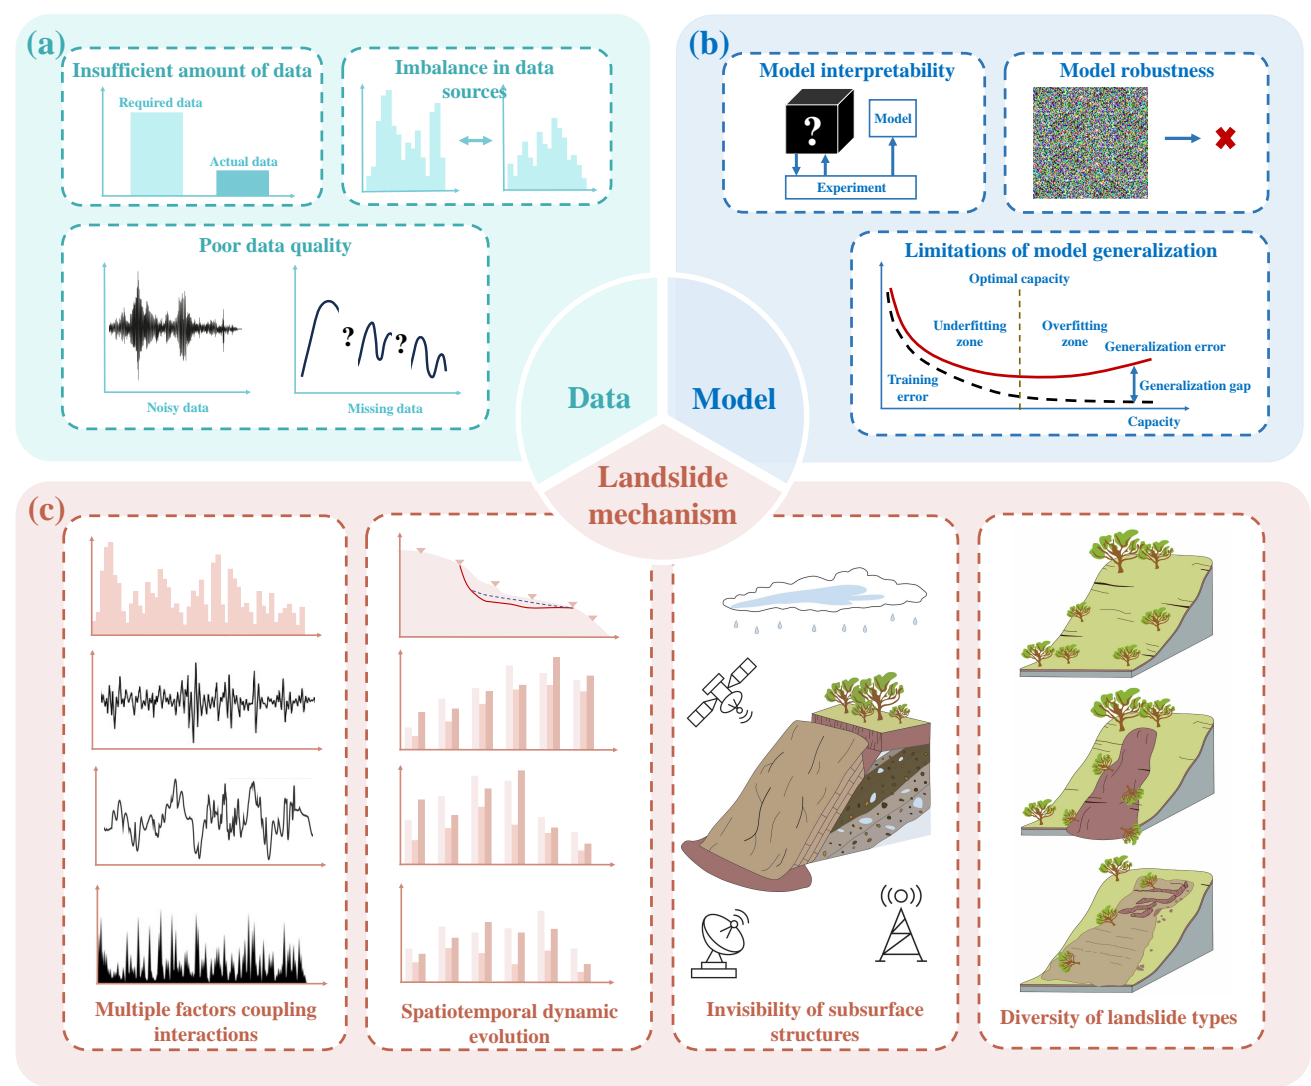 (a)
Insufficient amount of data
Required data
Actual data
Imbalance in data
sources
Poor data quality
?
?
Noisy data
Missing data
(b)
Model interpretability
?
Model
Experiment
Model robustness
Limitations of model generalization
Optimal capacity
Underfitting
zone
Overfitting
zone
Generalization error
Training
error
Generalization gap
Capacity
Data
Model
Landslide
mechanism
(c)
Multiple factors coupling
interactions
Spatiotemporal dynamic
evolution
Invisibility of subsurface
structures
Diversity of landslide types